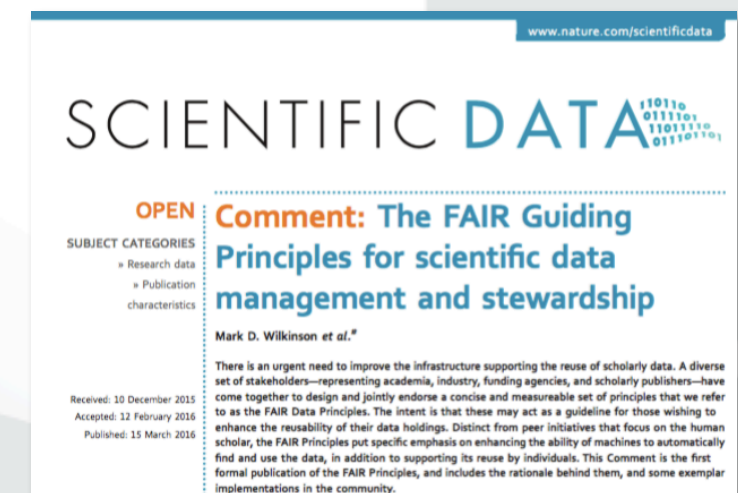 www.nature.com/scientificdata
SCIENTIFIC DATA
110110
0111101
11011110
011101101
OPEN
SUBJECT CATEGORIES
» Research data
» Publication
characteristics
Received: 10 December 2015
Accepted: 12 February 2016
Published: 15 March 2016
Comment: The FAIR Guiding
Principles for scientific data
management and stewardship
Mark D. Wilkinson et al.#
There is an urgent need to improve the infrastructure supporting the reuse of scholarly data. A diverse
set of stakeholders—representing academia, industry, funding agencies, and scholarly publishers—have
come together to design and jointly endorse a concise and measureable set of principles that we refer
to as the FAIR Data Principles. The intent is that these may act as a guideline for those wishing to
enhance the reusability of their data holdings. Distinct from peer initiatives that focus on the human
scholar, the FAIR Principles put specific emphasis on enhancing the ability of machines to automatically
find and use the data, in addition to supporting its reuse by individuals. This Comment is the first
formal publication of the FAIR Principles, and includes the rationale behind them, and some exemplar
implementations in the community.